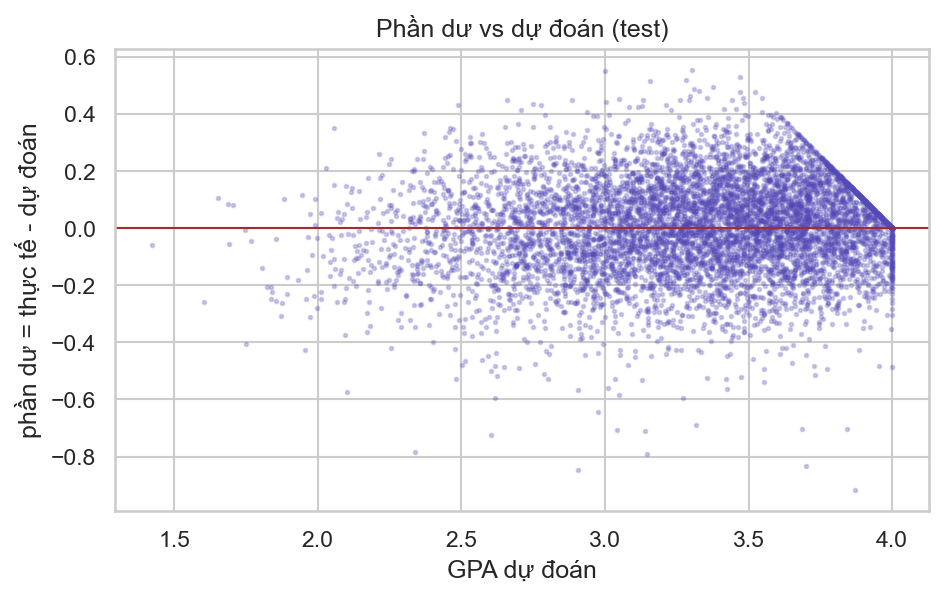 Phần dư vs dự đoán (test)
phần dư = thực tế - dự đoán
0.6
0.4
0.2
0.0
−0.2
−0.4
−0.6
−0.8
1.5 2.0 2.5 3.0 3.5 4.0
GPA dự đoán